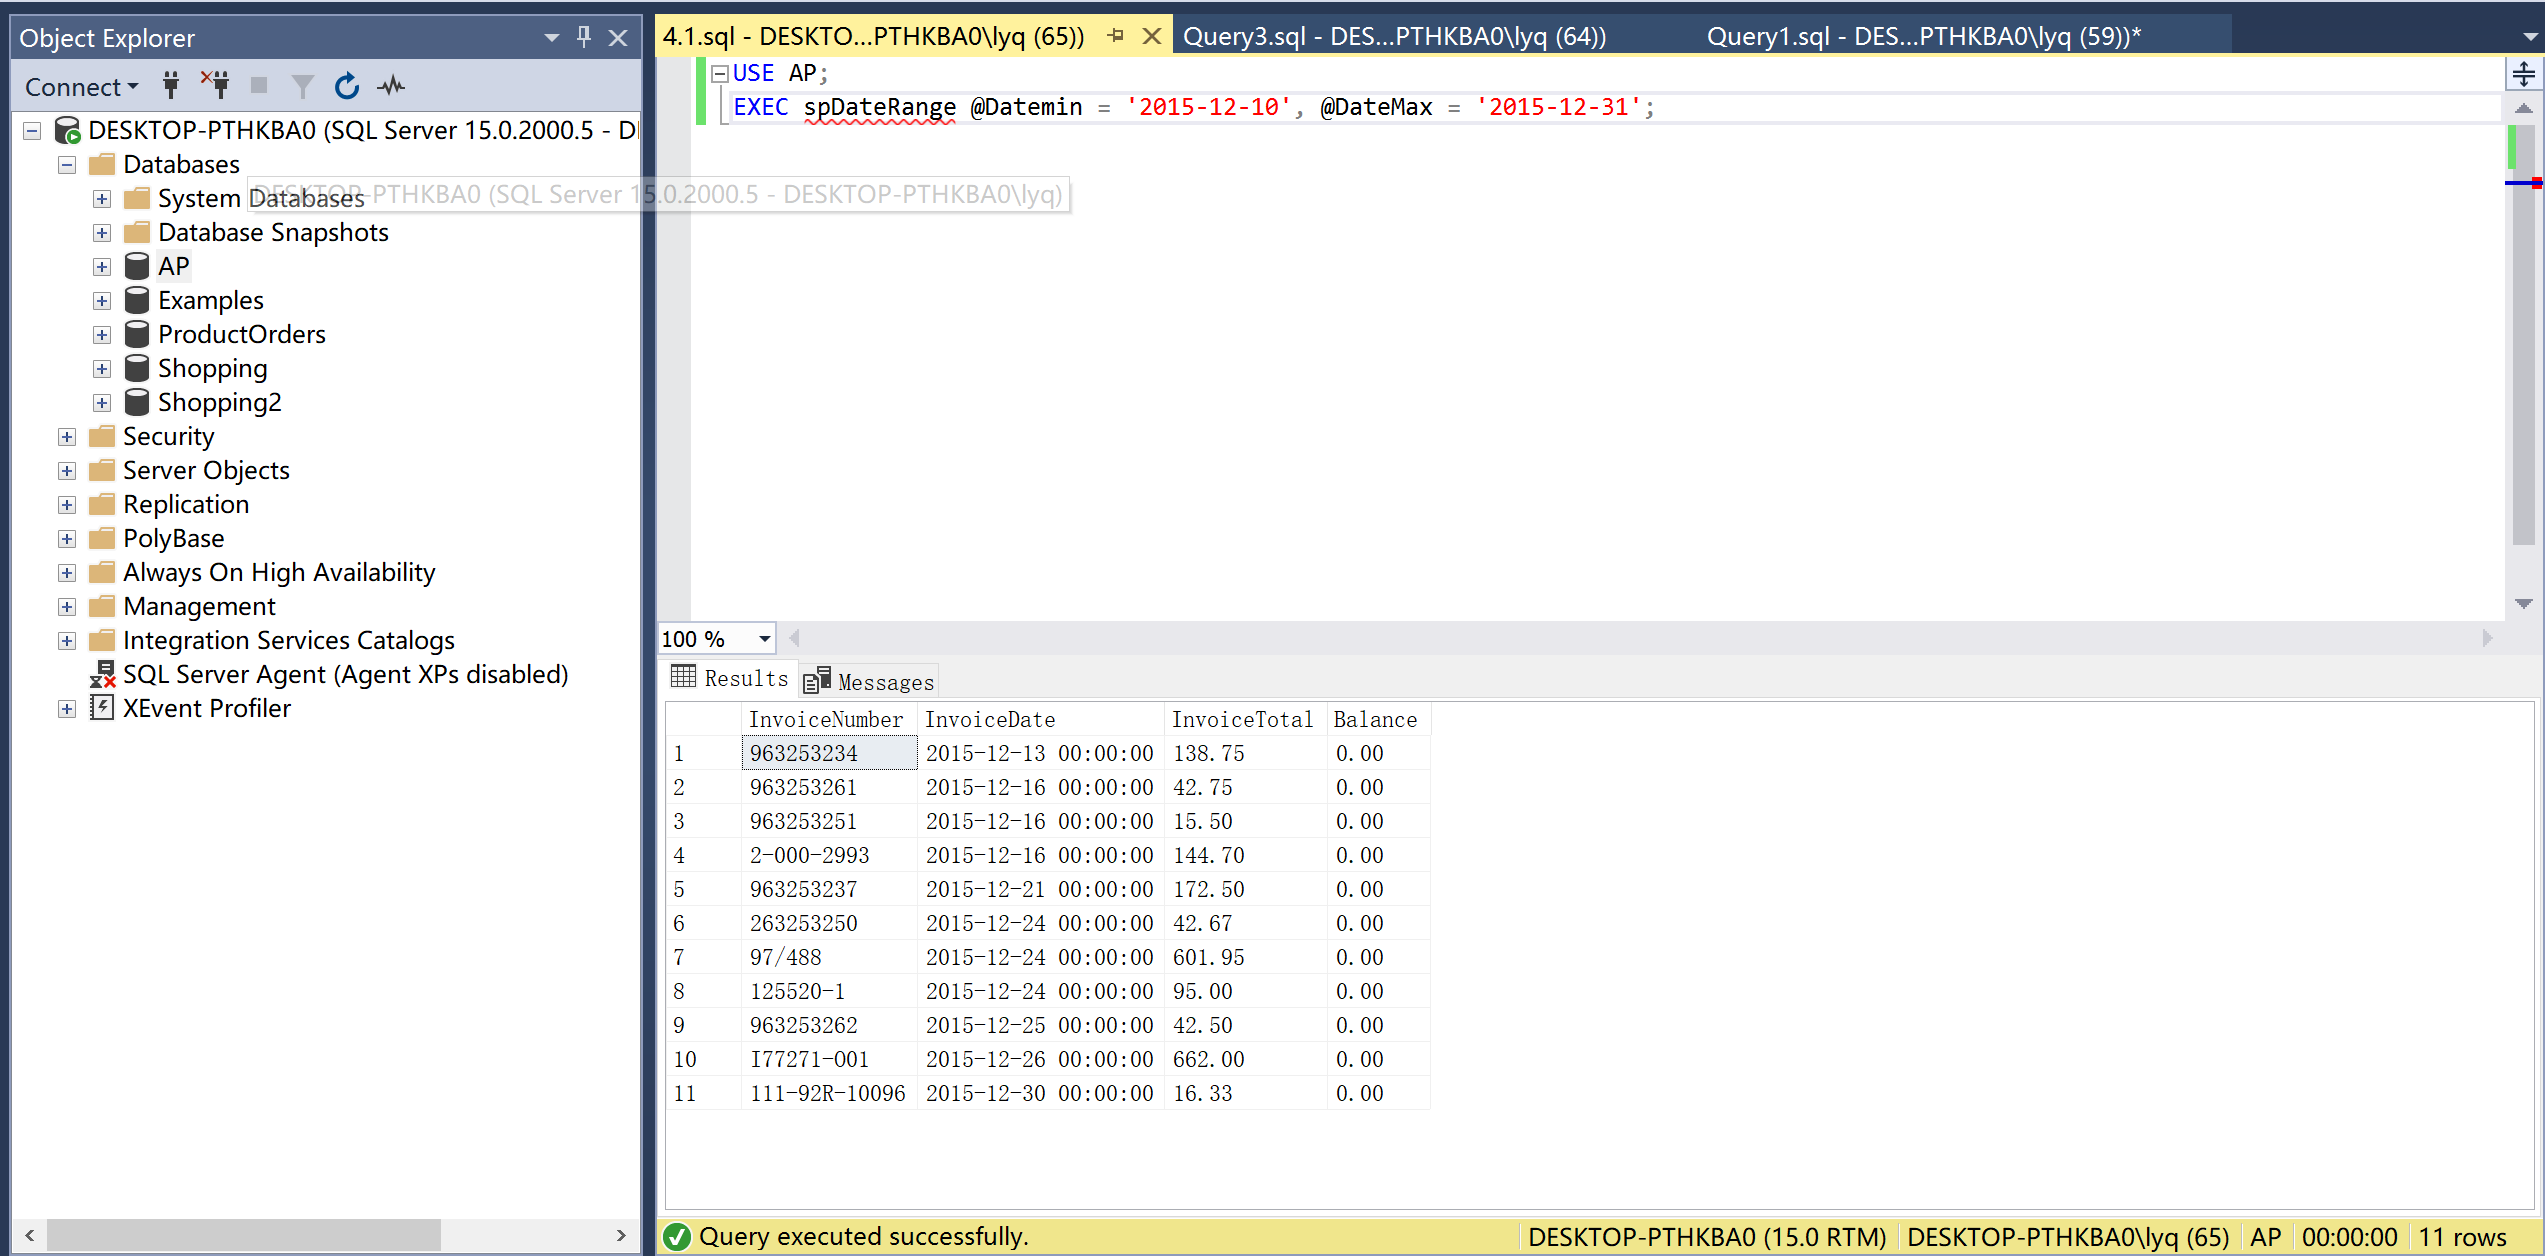 Object Explorer
Connect
DESKTOP-PTHKBA0 (SQL Server 15.0.2000.5 - DI
Databases
System Databases
DESKTOP-PTHKBA0 (SQL Server 15.0.2000.5 - DESKTOP-PTHKBA0\lyq)
Database Snapshots
AP
Examples
ProductOrders
Shopping
Shopping2
Security
Server Objects
Replication
PolyBase
Always On High Availability
Management
Integration Services Catalogs
SQL Server Agent (Agent XPs disabled)
XEvent Profiler
4.1.sql - DESKTO...PTHKBA0\lyq (65)) Query3.sql - DES...PTHKBA0\lyq (64)) Query1.sql - DES...PTHKBA0\lyq (59))*
USE AP;
EXEC spDateRange @Datemin = '2015-12-10', @DateMax = '2015-12-31';
100 %
Results Messages
InvoiceNumber InvoiceDate InvoiceTotal Balance
1 963253234 2015-12-13 00:00:00 138.75 0.00
2 963253261 2015-12-16 00:00:00 42.75 0.00
3 963253251 2015-12-16 00:00:00 15.50 0.00
4 2-000-2993 2015-12-16 00:00:00 144.70 0.00
5 963253237 2015-12-21 00:00:00 172.50 0.00
6 263253250 2015-12-24 00:00:00 42.67 0.00
7 97/488 2015-12-24 00:00:00 601.95 0.00
8 125520-1 2015-12-24 00:00:00 95.00 0.00
9 963253262 2015-12-25 00:00:00 42.50 0.00
10 I77271-O01 2015-12-26 00:00:00 662.00 0.00
11 111-92R-10096 2015-12-30 00:00:00 16.33 0.00
Query executed successfully. DESKTOP-PTHKBA0 (15.0 RTM) DESKTOP-PTHKBA0\lyq (65) AP 00:00:00 11 rows